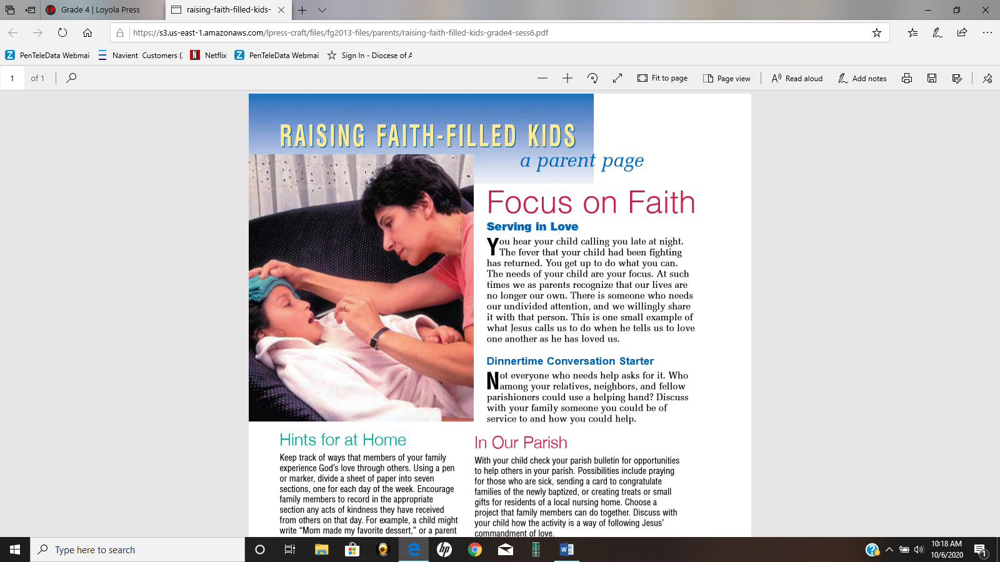 Grade 4 | Loyola Press
raising-faith-filled-kids-
https://s3.us-east-1.amazonaws.com/lpress-craft/files/fg2013-files/parents/raising-faith-filled-kids-grade4-sess6.pdf
PenTeleData Webmai
Navient Customers (
Netflix
PenTeleData Webmai
Sign In - Diocese of A
1 of 1
Fit to page
Page view
Read aloud
Add notes
RAISING FAITH-FILLED KIDS
a parent page
Focus on Faith
Serving in Love
You hear your child calling you late at night.
The fever that your child had been fighting
has returned. You get up to do what you can.
The needs of your child are your focus. At such
times we as parents recognize that our lives are
no longer our own. There is someone who needs
our undivided attention, and we willingly share
it with that person. This is one small example of
what Jesus calls us to do when he tells us to love
one another as he has loved us.
Dinnertime Conversation Starter
Not everyone who needs help asks for it. Who
among your relatives, neighbors, and fellow
parishioners could use a helping hand? Discuss
with your family someone you could be of
service to and how you could help.
Hints for at Home
Keep track of ways that members of your family
experience God's love through others. Using a pen
or marker, divide a sheet of paper into seven
sections, one for each day of the week. Encourage
family members to record in the appropriate
section any acts of kindness they have received
from others on that day. For example, a child might
write “Mom made my favorite dessert,” or a parent
In Our Parish
With your child check your parish bulletin for opportunities
to help others in your parish. Possibilities include praying
for those who are sick, sending a card to congratulate
families of the newly baptized, or creating treats or small
gifts for residents of a local nursing home. Choose a
project that family members can do together. Discuss with
your child how the activity is a way of following Jesus’
commandment of love.
Type here to search
10:18 AM
10/6/2020
1